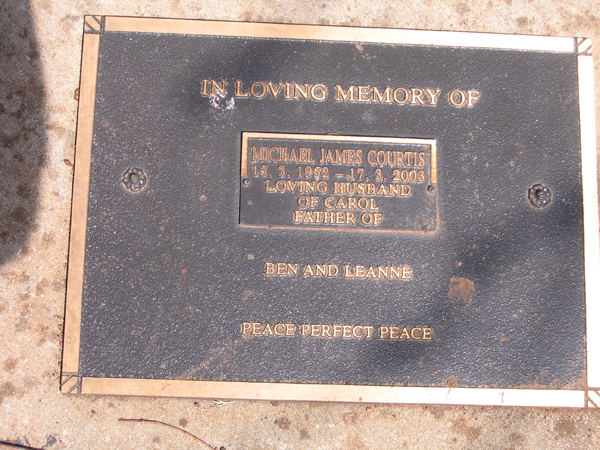 IN LOVING MEMORY OF
MICHAEL JAMES COURTIS
15. 3. 1952 - 17. 3. 2003
LOVING HUSBAND
OF CAROL
FATHER OF
BEN AND LEANNE
PEACE PERFECT PEACE